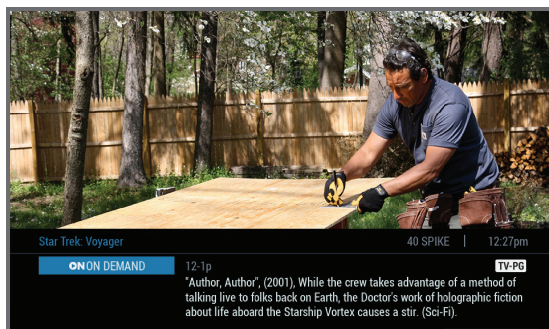 Star Trek: Voyager 40 SPIKE | 12:27pm
ON ON DEMAND 12-1p TV-PG
"Author, Author", (2001), While the crew takes advantage of a method of
talking live to folks back on Earth, the Doctor's work of holographic fiction
about life aboard the Starship Vortex causes a stir. (Sci-Fi).